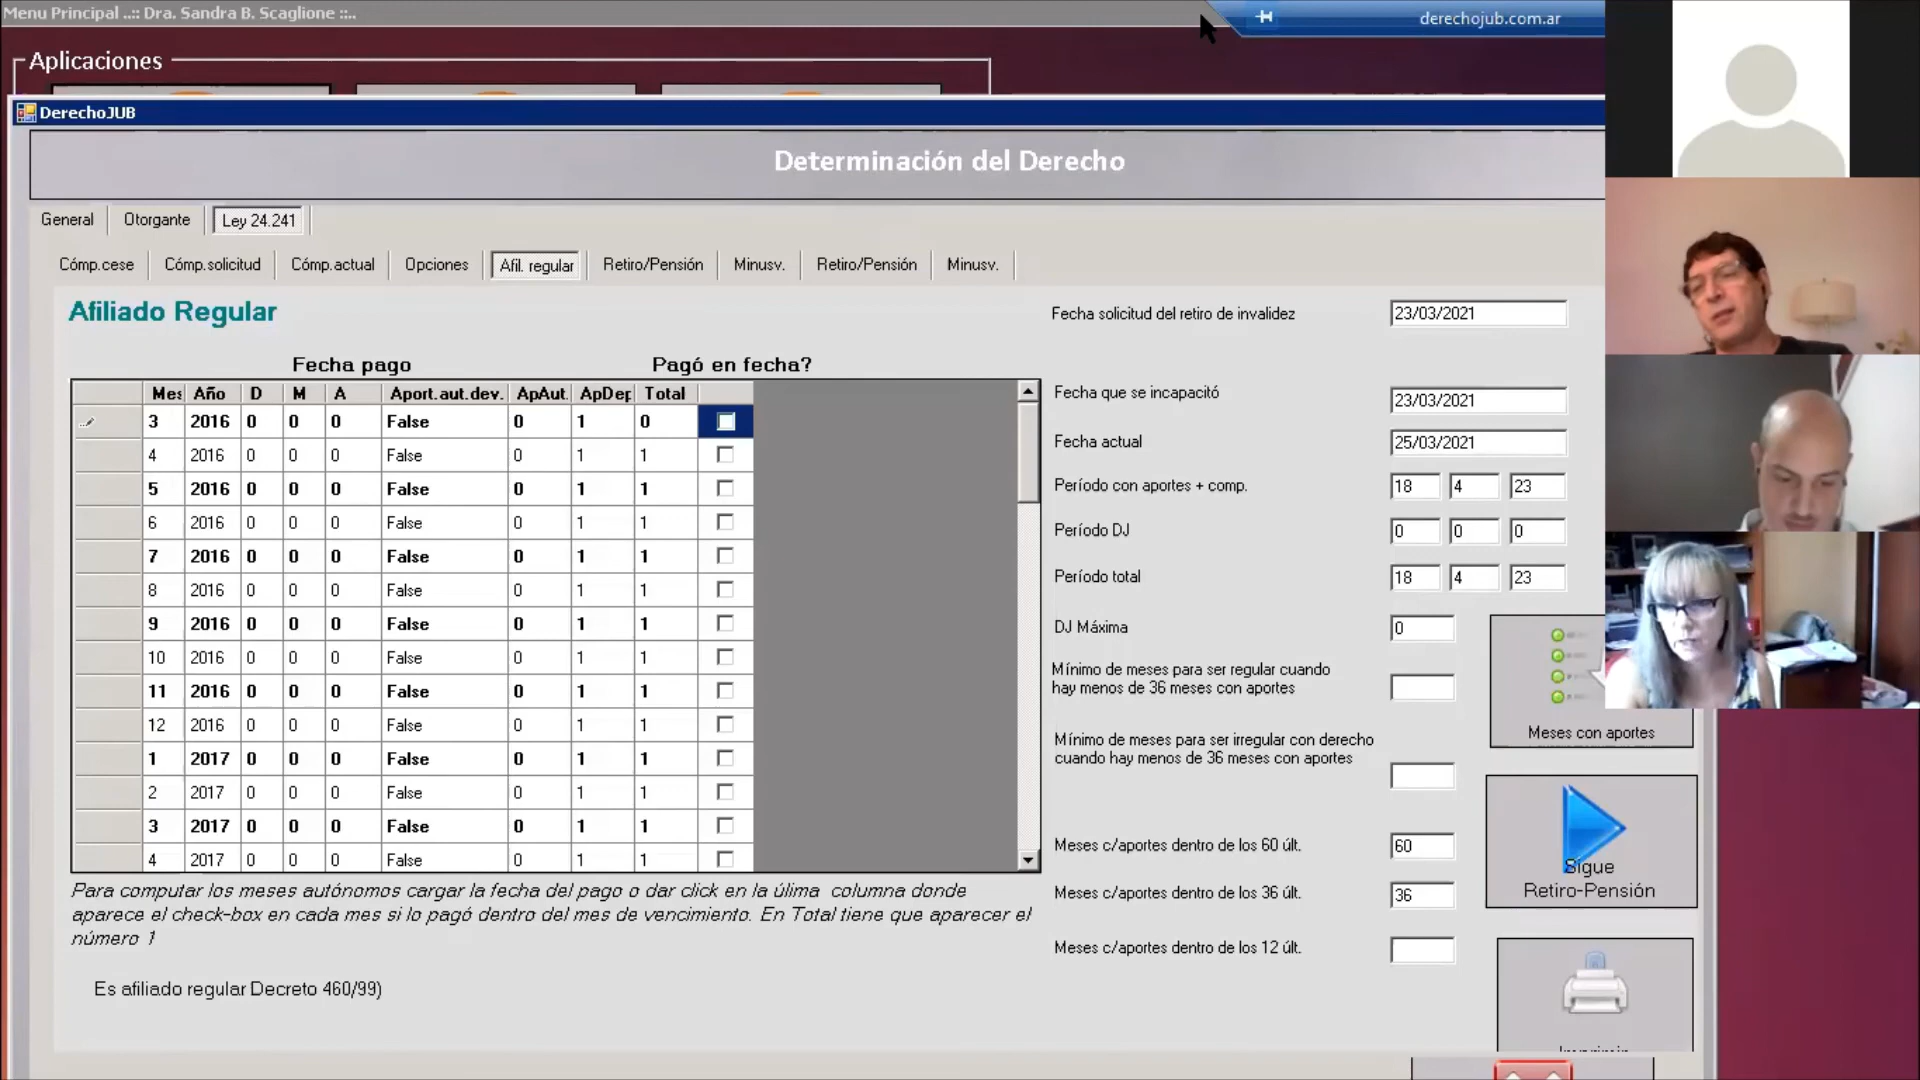 Menu Principal ..:: Dra. Sandra B. Scaglione ::..
derechojub.com.ar
Aplicaciones
DerechoJUB
Determinación del Derecho
General Otorgante Ley 24.241
Cómp.cese Cómp.solicitud Cómp.actual Opciones Afil. regular Retiro/Pensión Minusv. Retiro/Pensión Minusv.
Afiliado Regular
Fecha pago Pagó en fecha?
Mes Año D M A Aport.aut.dev. ApAut. ApDep Total
3 2016 0 0 0 False 0 1 0
4 2016 0 0 0 False 0 1 1
5 2016 0 0 0 False 0 1 1
6 2016 0 0 0 False 0 1 1
7 2016 0 0 0 False 0 1 1
8 2016 0 0 0 False 0 1 1
9 2016 0 0 0 False 0 1 1
10 2016 0 0 0 False 0 1 1
11 2016 0 0 0 False 0 1 1
12 2016 0 0 0 False 0 1 1
1 2017 0 0 0 False 0 1 1
2 2017 0 0 0 False 0 1 1
3 2017 0 0 0 False 0 1 1
4 2017 0 0 0 False 0 1 1
Para computar los meses autónomos cargar la fecha del pago o dar click en la úlima columna donde
aparece el check-box en cada mes si lo pagó dentro del mes de vencimiento. En Total tiene que aparecer el
número 1
Es afiliado regular Decreto 460/99)
Fecha solicitud del retiro de invalidez 23/03/2021
Fecha que se incapacitó 23/03/2021
Fecha actual 25/03/2021
Período con aportes + comp. 18 4 23
Período DJ 0 0 0
Período total 18 4 23
DJ Máxima 0
Mínimo de meses para ser regular cuando
hay menos de 36 meses con aportes
Mínimo de meses para ser irregular con derecho
cuando hay menos de 36 meses con aportes
Meses c/aportes dentro de los 60 últ. 60
Meses c/aportes dentro de los 36 últ. 36
Meses c/aportes dentro de los 12 últ.
Meses con aportes
Sigue
Retiro-Pensión